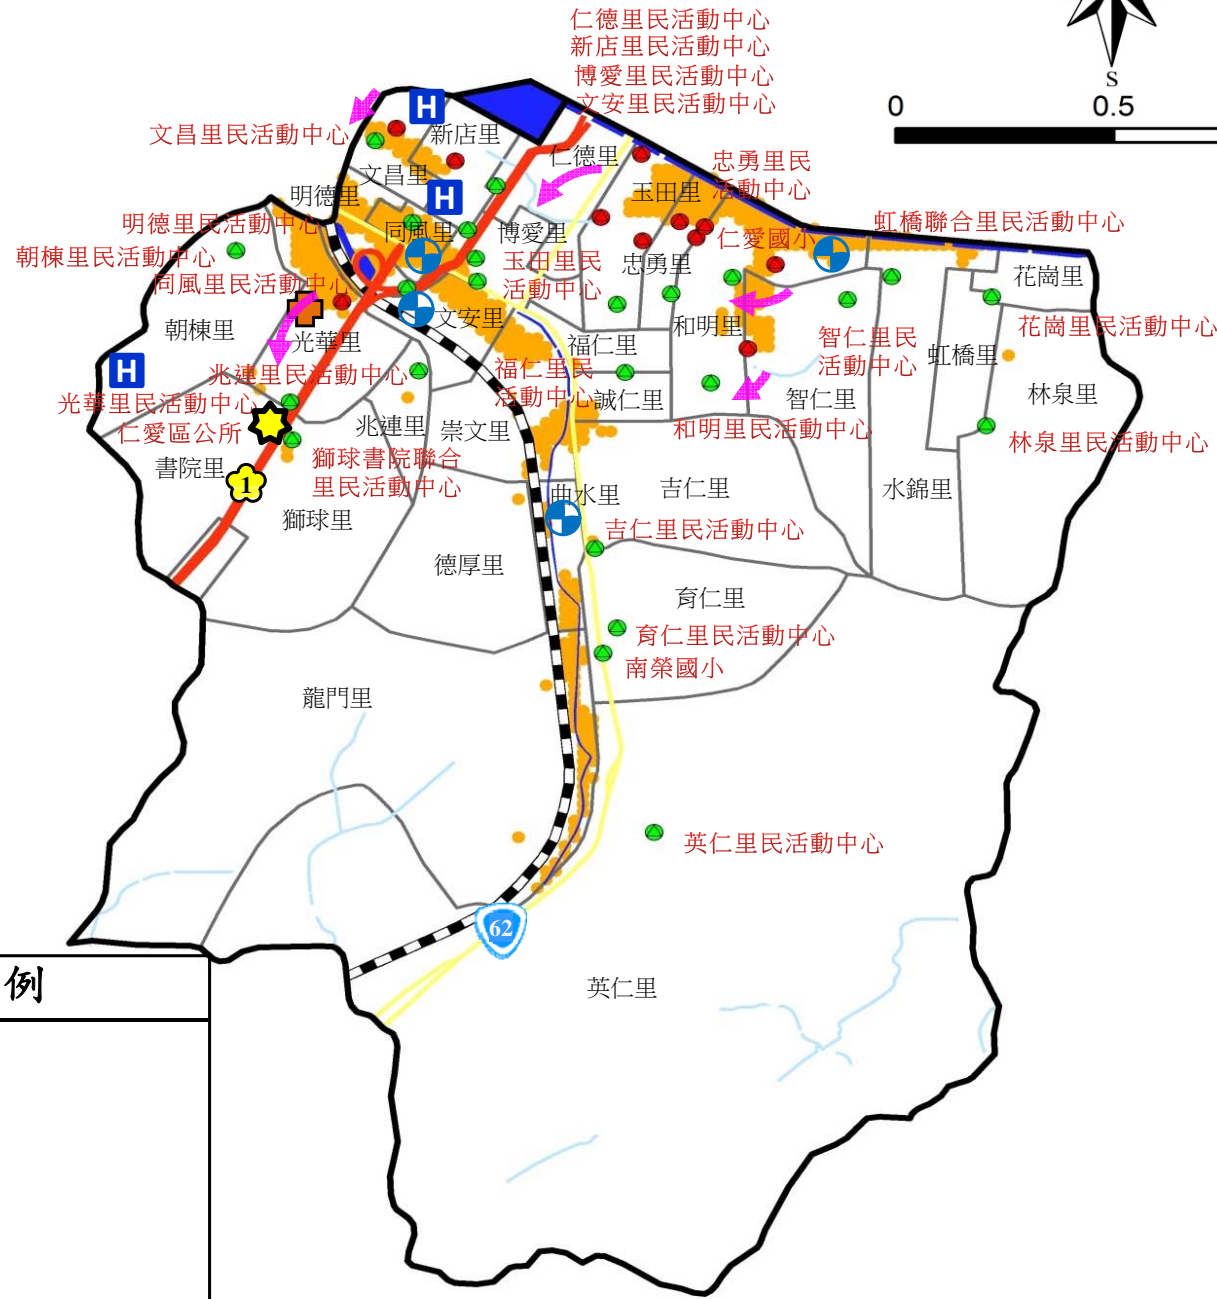 仁德里民活動中心
新店里民活動中心
博愛里民活動中心
文安里民活動中心
S
0
0.5
H
文昌里民活動中心
新店里
仁德里
忠勇里民
活動中心
文昌里
明德里
H
玉田里
明德里民活動中心
同風里
博愛里
仁愛國小
虹橋聯合里民活動中心
朝棟里民活動中心
玉田里民
活動中心
忠勇里
花崗里
同風里民活動中心
朝棟里
光華里
文安里
和明里
智仁里民
活動中心
花崗里民活動中心
福仁里
虹橋里
H
兆連里民活動中心
福仁里民
活動中心
誠仁里
智仁里
林泉里
光華里民活動中心
仁愛區公所
兆連里
崇文里
和明里民活動中心
林泉里民活動中心
書院里
獅球書院聯合
里民活動中心
1
獅球里
曲水里
吉仁里
水錦里
吉仁里民活動中心
德厚里
育仁里
育仁里民活動中心
南榮國小
龍門里
英仁里民活動中心
62
例
英仁里